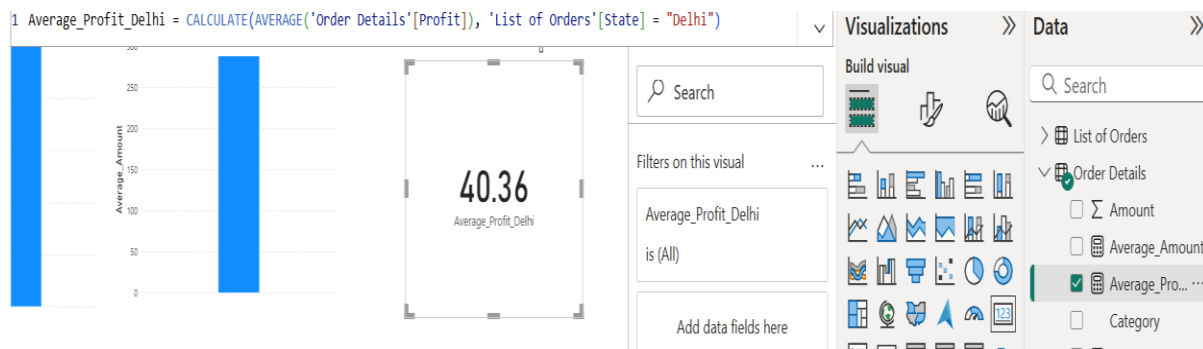 1 Average_Profit_Delhi = CALCULATE(AVERAGE('Order Details'[Profit]), 'List of Orders'[State] = "Delhi")
300
250
200
150
100
50
0
Average_Amount
40.36
Average_Profit_Delhi
Search
Filters on this visual
...
Average_Profit_Delhi
is (All)
Add data fields here
Visualizations
Build visual
123
Data
Search
List of Orders
Order Details
Amount
Average_Amount
Average_Pro... ...
Category